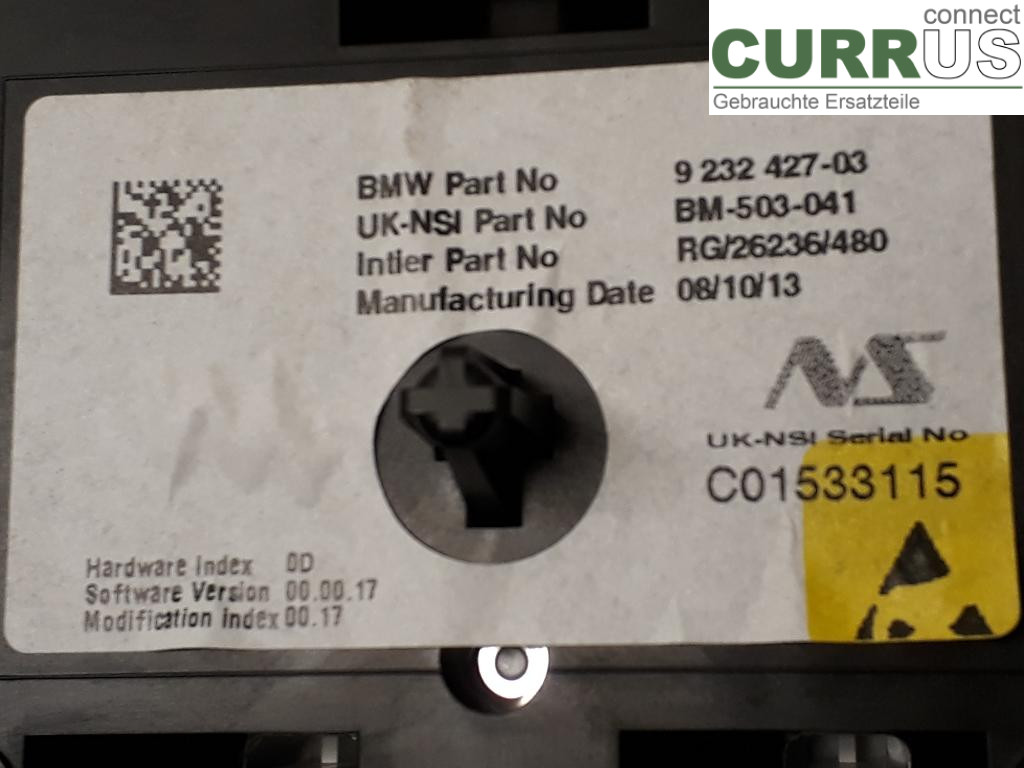 connect
CURRUS
Gebrauchte Ersatzteile
BMW Part No 9 232 427-03
UK-NSI Part No BM-503-041
Intier Part No RG/26236/480
Manufacturing Date 08/10/13
NS
UK-NSI Serial No
C01533115
Hardware Index 0D
Software Version 00.00.17
Modification Index 00.17